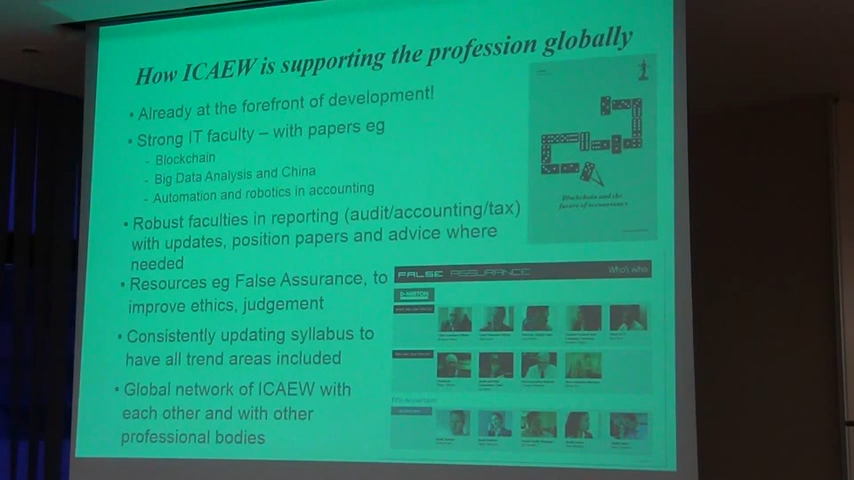 How ICAEW is supporting the profession globally
• Already at the forefront of development!
• Strong IT faculty – with papers eg
- Blockchain
- Big Data Analysis and China
- Automation and robotics in accounting
• Robust faculties in reporting (audit/accounting/tax)
with updates, position papers and advice where
needed
• Resources eg False Assurance, to
improve ethics, judgement
• Consistently updating syllabus to
have all trend areas included
• Global network of ICAEW with
each other and with other
professional bodies
Blockchain and the
future of accountancy
FALSE ASSURANCE
Who's who